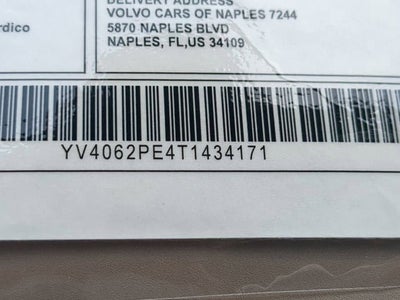 DELIVERY ADDRESS
rdico VOLVO CARS OF NAPLES 7244
5870 NAPLES BLVD
NAPLES, FL,US 34109
YV4062PE4T1434171